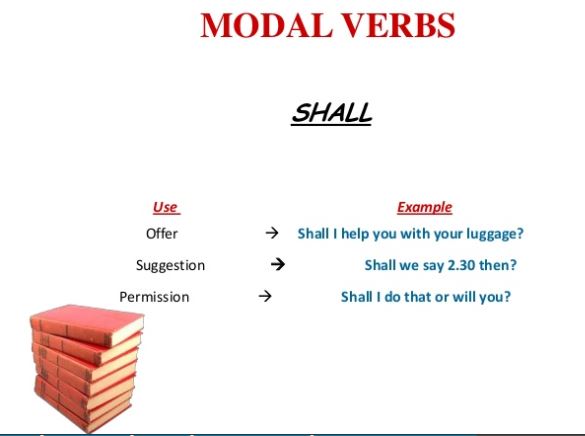 MODAL VERBS
SHALL
Use Example
Offer → Shall I help you with your luggage?
Suggestion → Shall we say 2.30 then?
Permission → Shall I do that or will you?